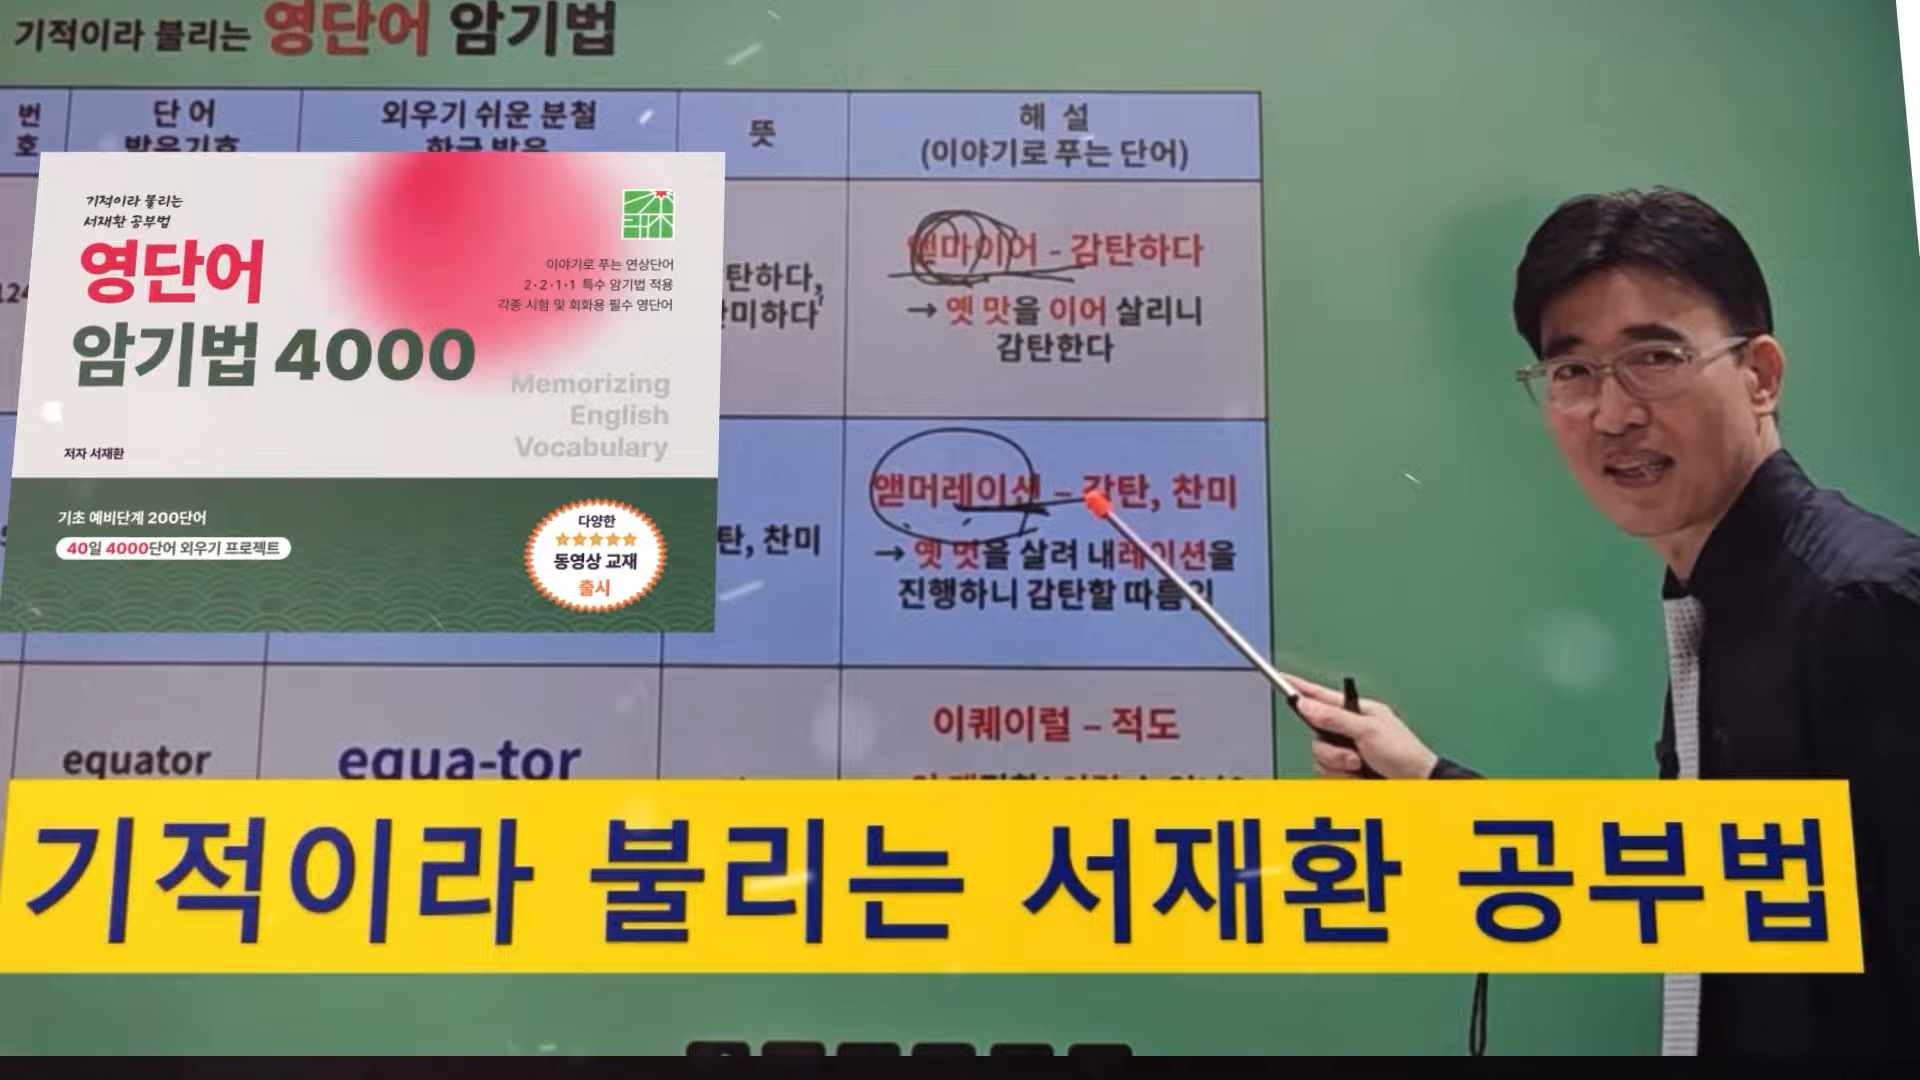 기적이라 불리는 영단어 암기법
번호
단 어
발음기호
외우기 쉬운 분철
한글 발음
뜻
해 설
(이야기로 푸는 단어)
앧마이어 - 감탄하다
→ 옛 맛을 이어 살리니
감탄한다
앧머레이션 – 감탄, 찬미
→ 옛 멋을 살려 내레이션을
진행하니 감탄할 따름인
탄, 찬미
equator
equa-tor
이퀘이럴 – 적도
기적이라 불리는
서재환 공부법
영단어
암기법 4000
이야기로 푸는 연상단어
2·2·1·1 특수 암기법 적용
각종 시험 및 회화용 필수 영단어
Memorizing
English
Vocabulary
저자 서재환
기초 예비단계 200단어
40일 4000단어 외우기 프로젝트
다양한
동영상 교재
출시
기적이라 불리는 서재환 공부법